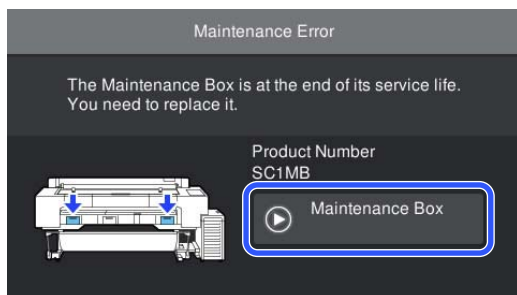 Maintenance Error
The Maintenance Box is at the end of its service life.
You need to replace it.
Product Number
SC1MB
Maintenance Box